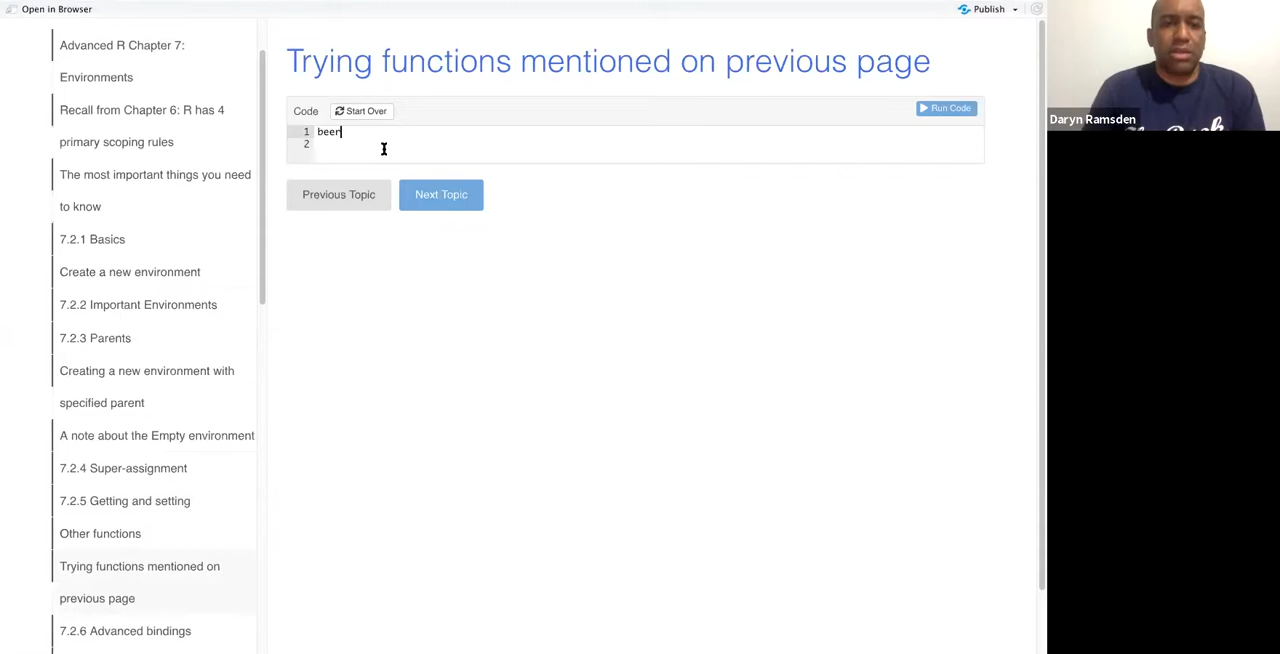 Open in Browser
Publish
Advanced R Chapter 7:
Environments
Recall from Chapter 6: R has 4
primary scoping rules
The most important things you need
to know
7.2.1 Basics
Create a new environment
7.2.2 Important Environments
7.2.3 Parents
Creating a new environment with
specified parent
A note about the Empty environment
7.2.4 Super-assignment
7.2.5 Getting and setting
Other functions
Trying functions mentioned on
previous page
7.2.6 Advanced bindings
Trying functions mentioned on previous page
Code Start Over Run Code
1 beer
2
Previous Topic Next Topic
Daryn Ramsden